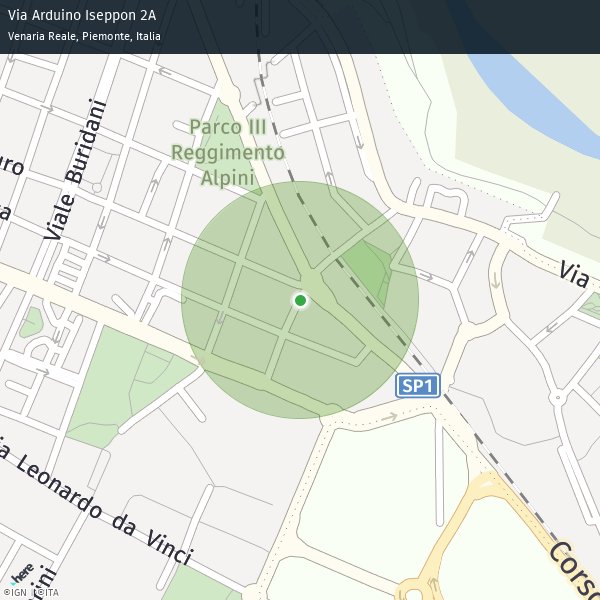 Via Arduino Iseppon 2A
Venaria Reale, Piemonte, Italia
Parco III
Reggimento
Alpini
Viale Buridani
uro
a
Via
SP1
ia Leonardo da Vinci
Corso
ini
here
©IGN
©ITA